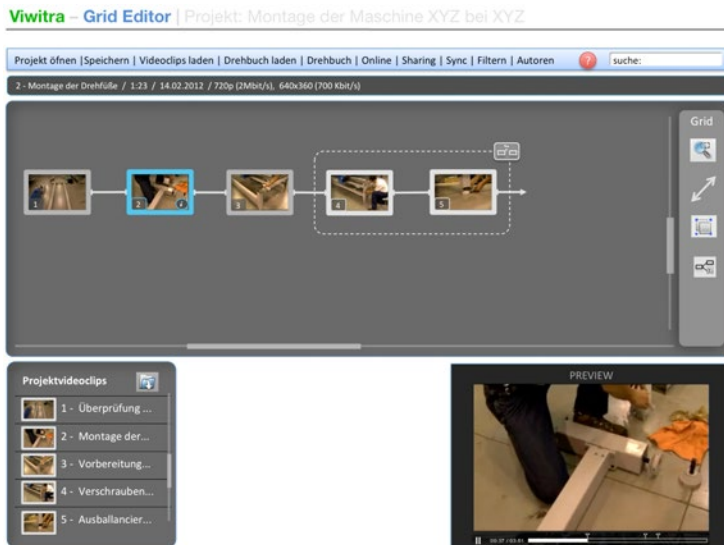 Viwitra – Grid Editor | Projekt: Montage der Maschine XYZ bei XYZ
Projekt öfnen |Speichern | Videoclips laden | Drehbuch laden | Drehbuch | Online | Sharing | Sync | Filtern | Autoren ? suche:
2 - Montage der Drehfüße / 1:23 / 14.02.2012 / 720p (2Mbit/s), 640x360 (700 Kbit/s)
Grid
1 2 i 3 4 5
Projektvideoclips
1 - Überprüfung ...
2 - Montage der...
3 - Vorbereitung...
4 - Verschrauben...
5 - Ausballancier...
PREVIEW